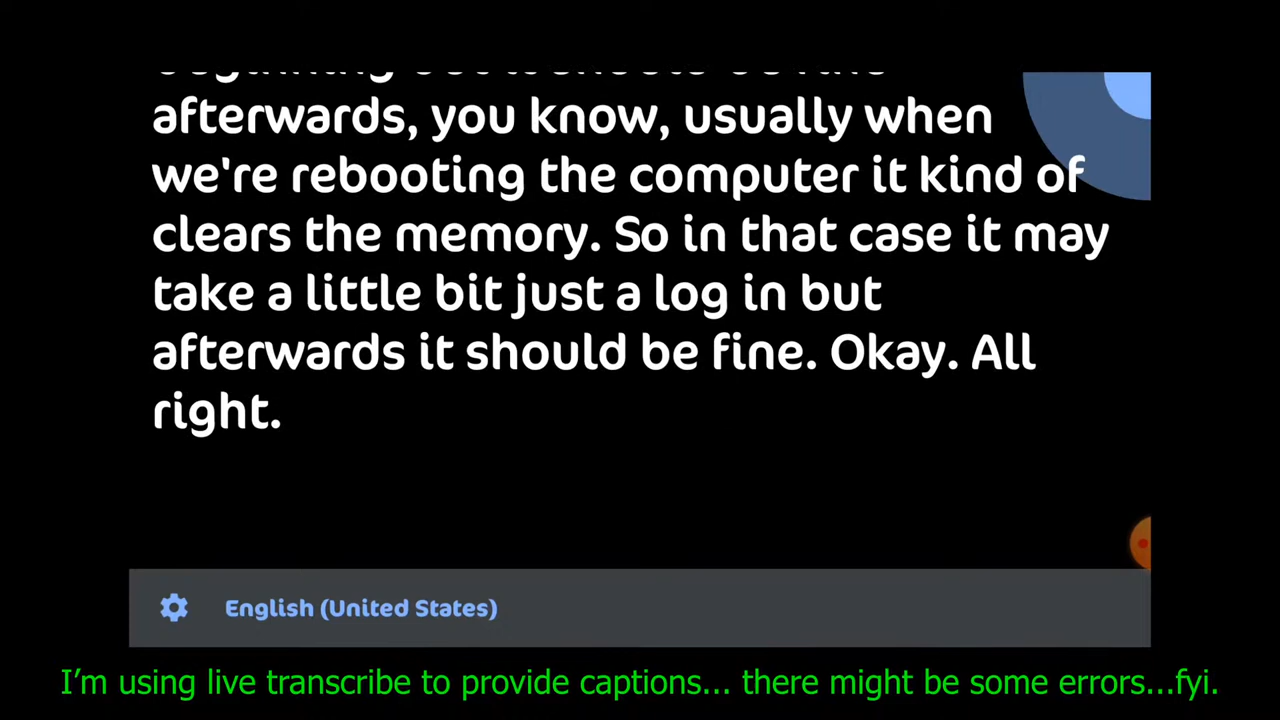 afterwards, you know, usually when
we're rebooting the computer it kind of
clears the memory. So in that case it may
take a little bit just a log in but
afterwards it should be fine. Okay. All
right.
English (United States)
I'm using live transcribe to provide captions... there might be some errors...fyi.